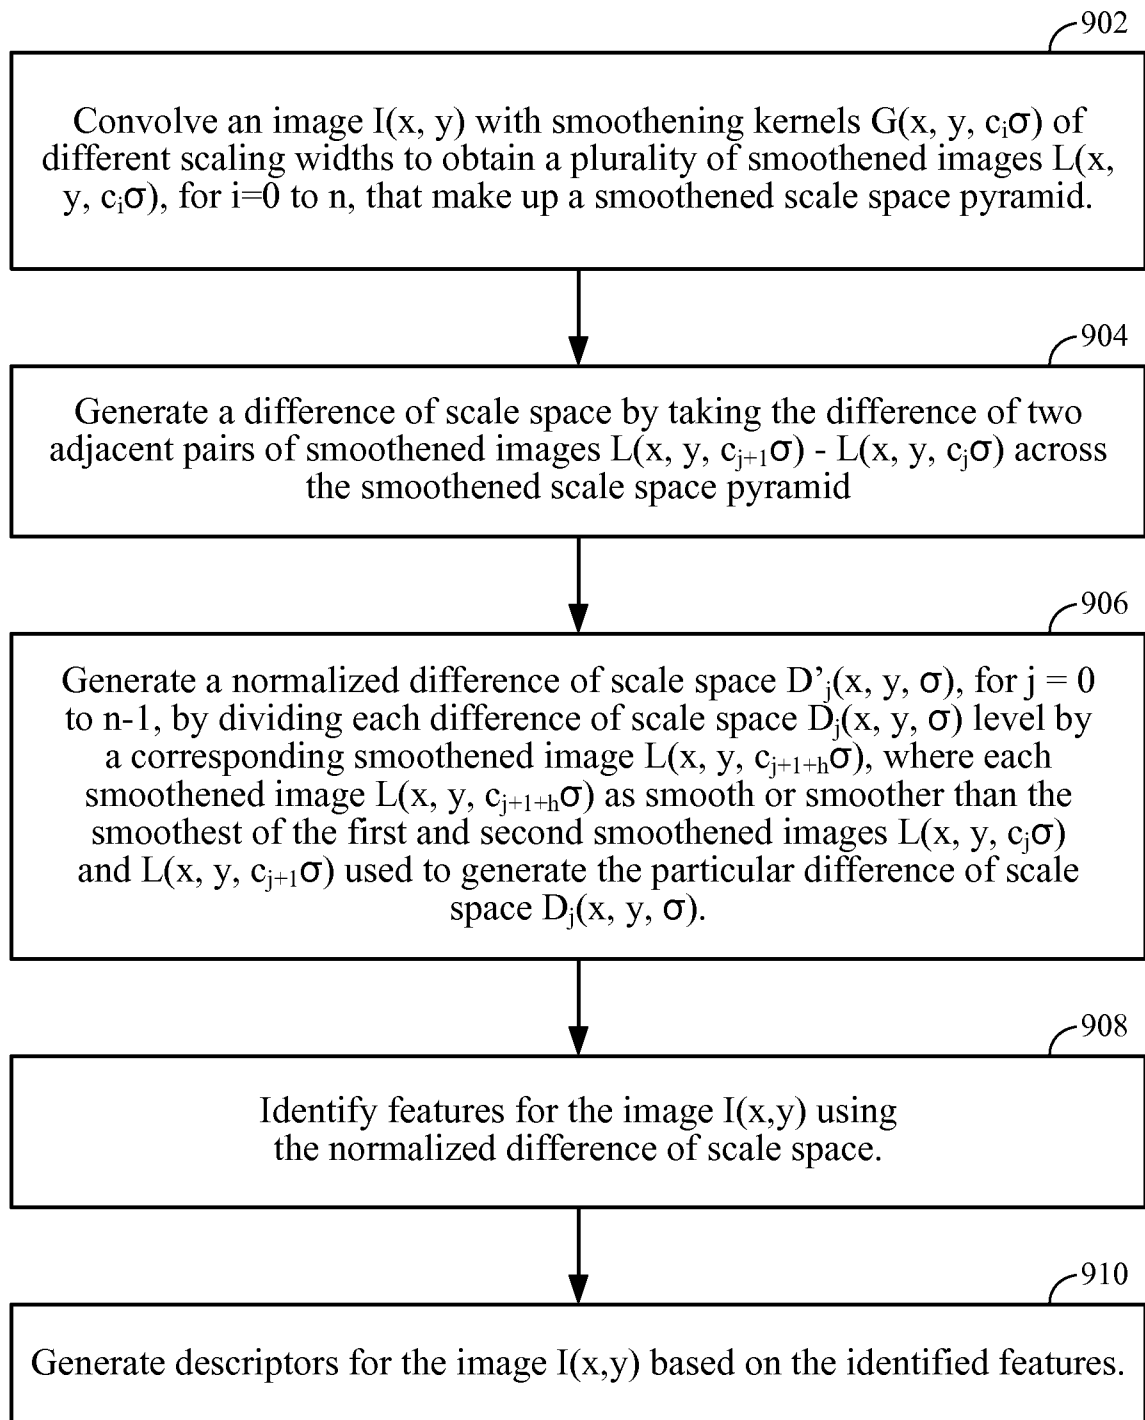 902
Convolve an image I(x, y) with smoothening kernels G(x, y, cᵢσ) of
different scaling widths to obtain a plurality of smoothened images L(x,
y, cᵢσ), for i=0 to n, that make up a smoothened scale space pyramid.
904
Generate a difference of scale space by taking the difference of two
adjacent pairs of smoothened images L(x, y, cⱼ₊₁σ) - L(x, y, cⱼσ) across
the smoothened scale space pyramid
906
Generate a normalized difference of scale space D’ⱼ(x, y, σ), for j = 0
to n-1, by dividing each difference of scale space Dⱼ(x, y, σ) level by
a corresponding smoothened image L(x, y, cⱼ₊₁₊ₕσ), where each
smoothened image L(x, y, cⱼ₊₁₊ₕσ) as smooth or smoother than the
smoothest of the first and second smoothened images L(x, y, cⱼσ)
and L(x, y, cⱼ₊₁σ) used to generate the particular difference of scale
space Dⱼ(x, y, σ).
908
Identify features for the image I(x,y) using
the normalized difference of scale space.
910
Generate descriptors for the image I(x,y) based on the identified features.